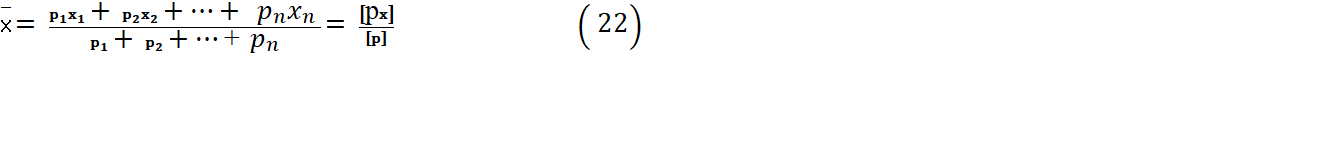 x̄ = (p₁x₁ + p₂x₂ + ⋯ + pₙxₙ) / (p₁ + p₂ + ⋯ + pₙ) = [px] / [p] ( 22)